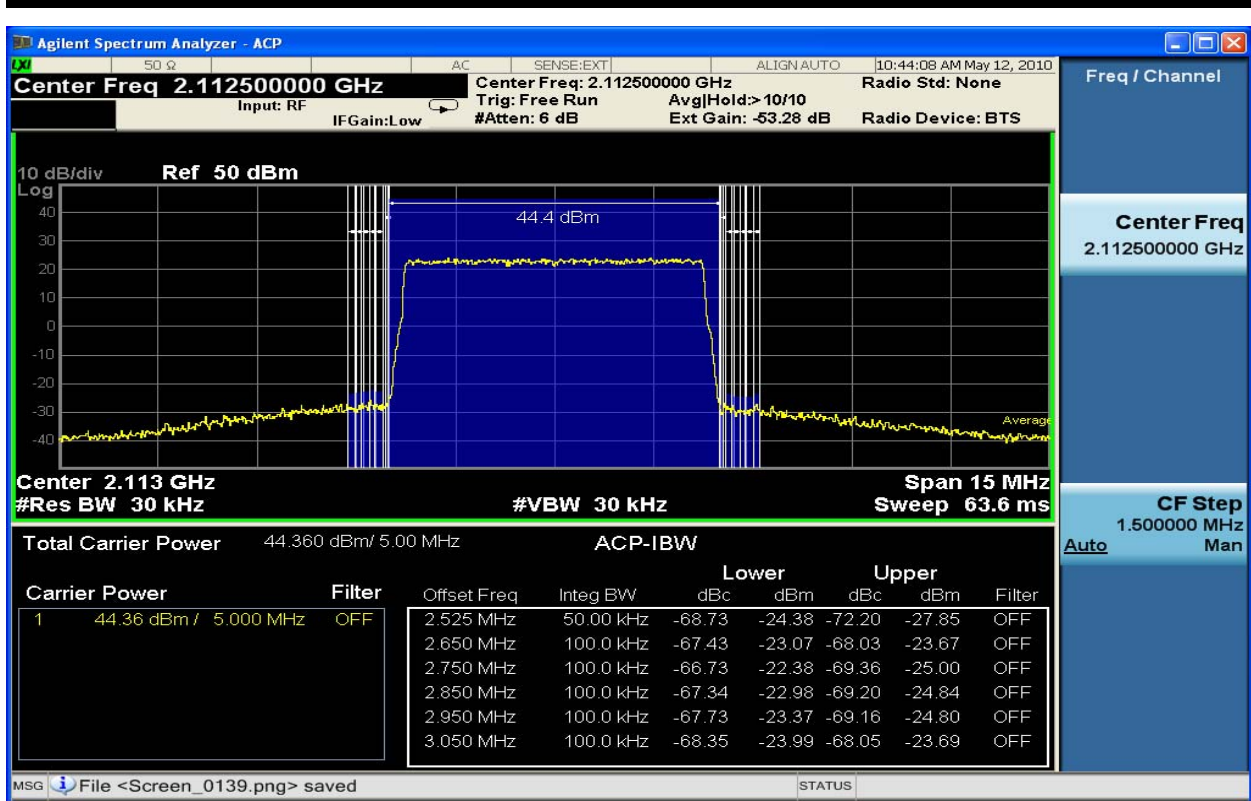 Agilent Spectrum Analyzer - ACP
LXI 50 Ω AC SENSE:EXT ALIGN AUTO 10:44:08 AM May 12, 2010
Center Freq 2.112500000 GHz Center Freq: 2.112500000 GHz Radio Std: None
Input: RF Trig: Free Run Avg|Hold:> 10/10
IFGain:Low #Atten: 6 dB Ext Gain: -53.28 dB Radio Device: BTS
Freq / Channel
10 dB/div Ref 50 dBm
Log
40
44.4 dBm
30
20
10
0
-10
-20
-30
Average
-40
Center 2.113 GHz Span 15 MHz
#Res BW 30 kHz #VBW 30 kHz Sweep 63.6 ms
Center Freq
2.112500000 GHz
CF Step
1.500000 MHz
Auto Man
Total Carrier Power 44.360 dBm/ 5.00 MHz ACP-IBW
Lower Upper
Carrier Power Filter Offset Freq Integ BW dBc dBm dBc dBm Filter
1 44.36 dBm / 5.000 MHz OFF 2.525 MHz 50.00 kHz -68.73 -24.38 -72.20 -27.85 OFF
2.650 MHz 100.0 kHz -67.43 -23.07 -68.03 -23.67 OFF
2.750 MHz 100.0 kHz -66.73 -22.38 -69.36 -25.00 OFF
2.850 MHz 100.0 kHz -67.34 -22.98 -69.20 -24.84 OFF
2.950 MHz 100.0 kHz -67.73 -23.37 -69.16 -24.80 OFF
3.050 MHz 100.0 kHz -68.35 -23.99 -68.05 -23.69 OFF
MSG File <Screen_0139.png> saved STATUS